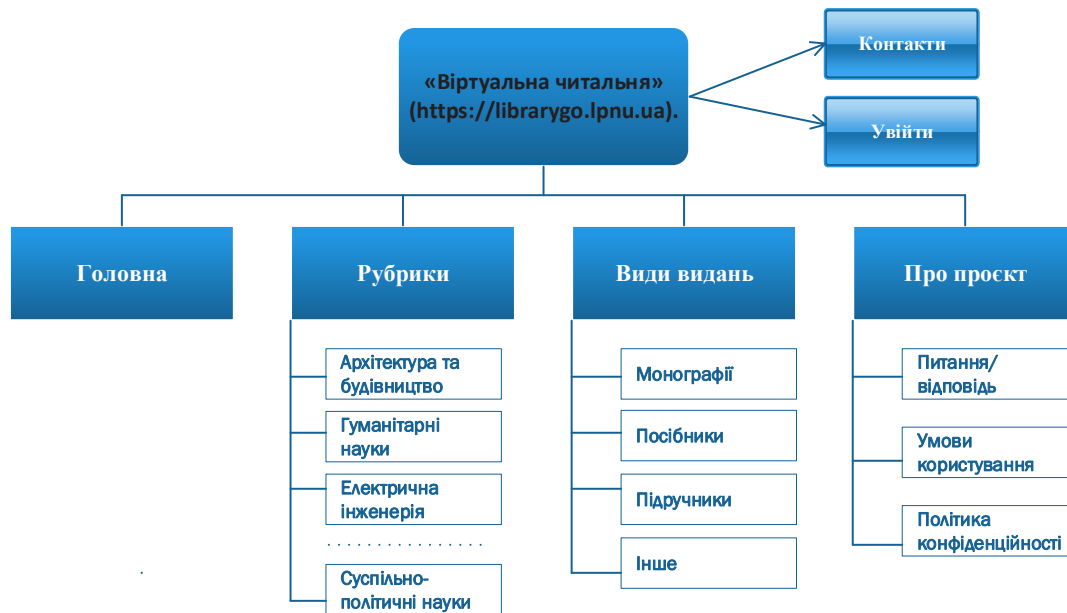 «Віртуальна читальня»
(https://librarygo.lpnu.ua).
Контакти
Увійти
Головна
Рубрики
Архітектура та
будівництво
Гуманітарні
науки
Електрична
інженерія
. . . . . . . . . . . . . . . .
Суспільно-
політичні науки
Види видань
Монографії
Посібники
Підручники
Інше
Про проєкт
Питання/
відповідь
Умови
користування
Політика
конфіденційності